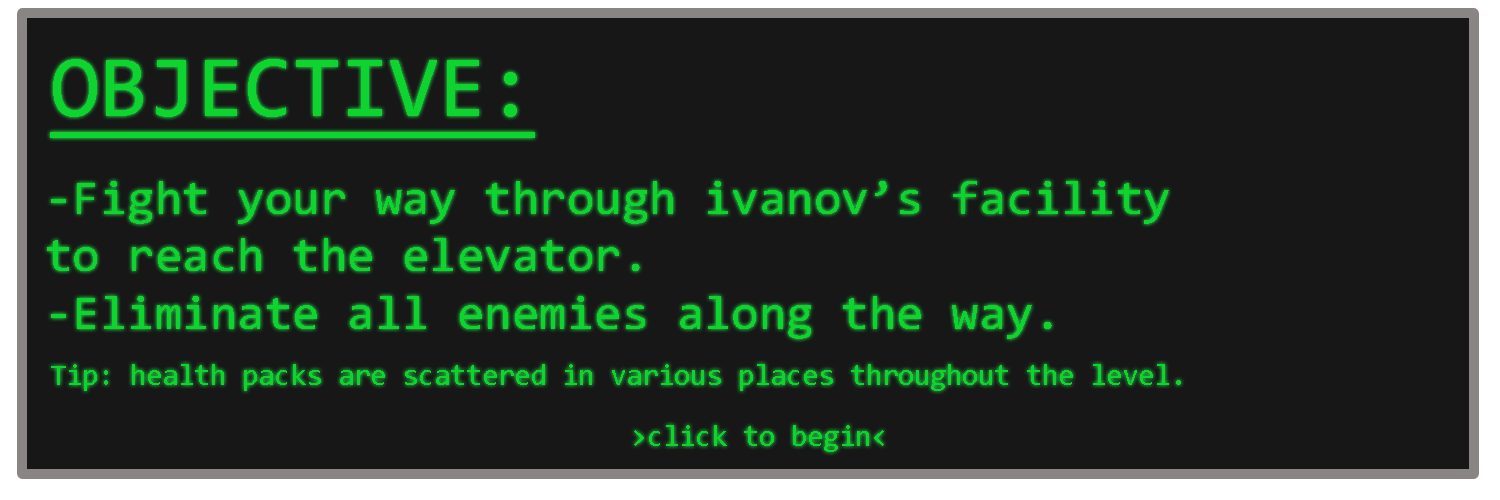 OBJECTIVE:
-Fight your way through ivanov’s facility
to reach the elevator.
-Eliminate all enemies along the way.
Tip: health packs are scattered in various places throughout the level.
>click to begin<